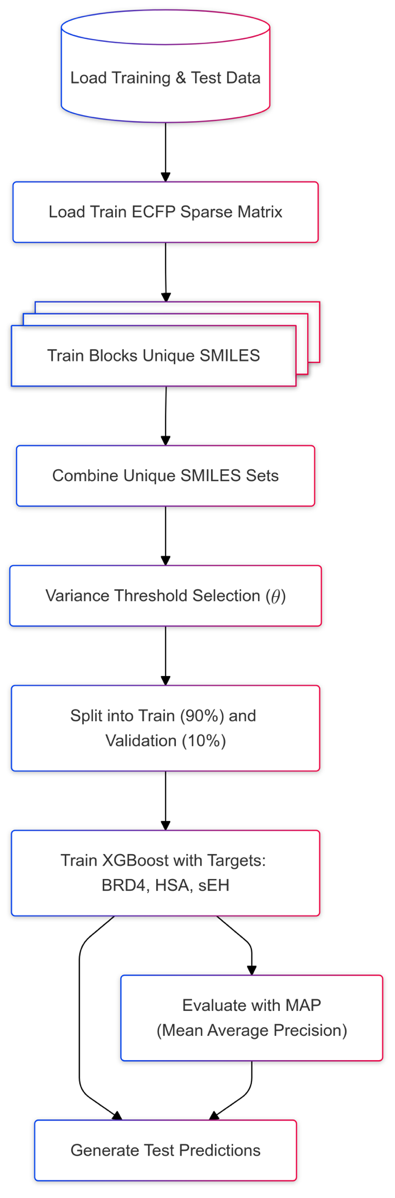 Load Training & Test Data
Load Train ECFP Sparse Matrix
Train Blocks Unique SMILES
Combine Unique SMILES Sets
Variance Threshold Selection (θ)
Split into Train (90%) and
Validation (10%)
Train XGBoost with Targets:
BRD4, HSA, sEH
Evaluate with MAP
(Mean Average Precision)
Generate Test Predictions